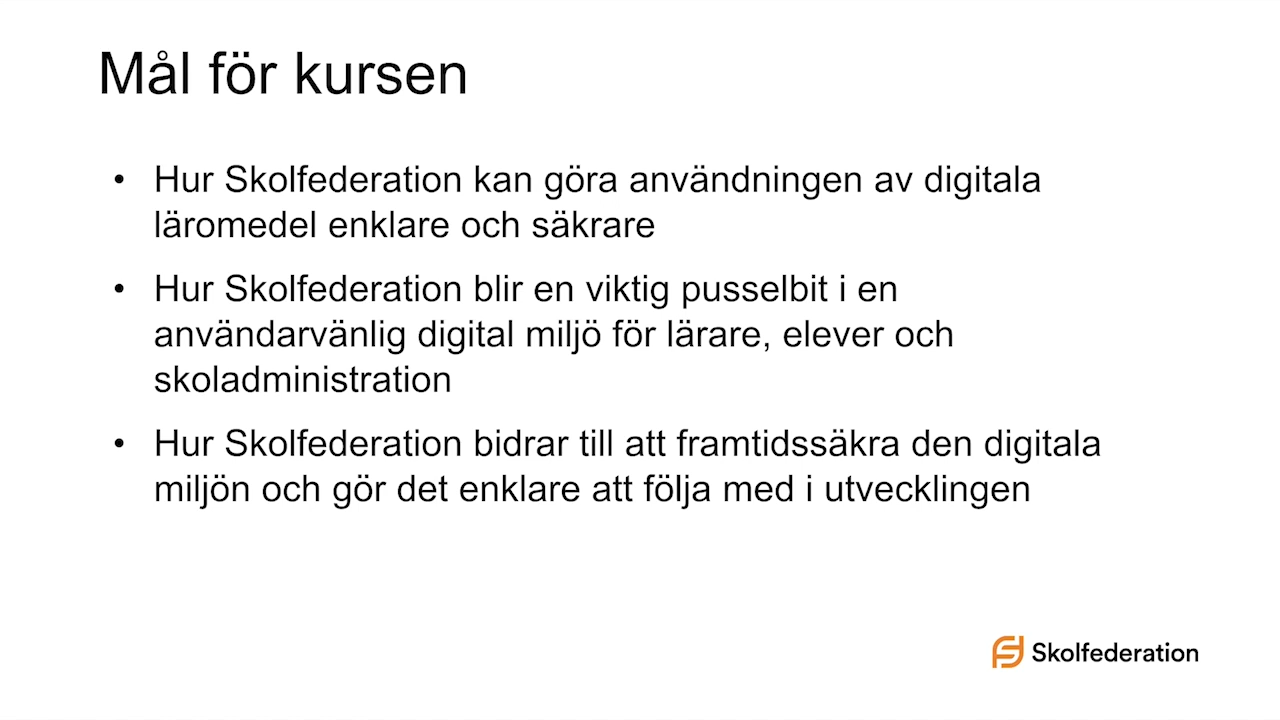 Mål för kursen
• Hur Skolfederation kan göra användningen av digitala
läromedel enklare och säkrare
• Hur Skolfederation blir en viktig pusselbit i en
användarvänlig digital miljö för lärare, elever och
skoladministration
• Hur Skolfederation bidrar till att framtidssäkra den digitala
miljön och gör det enklare att följa med i utvecklingen
Skolfederation